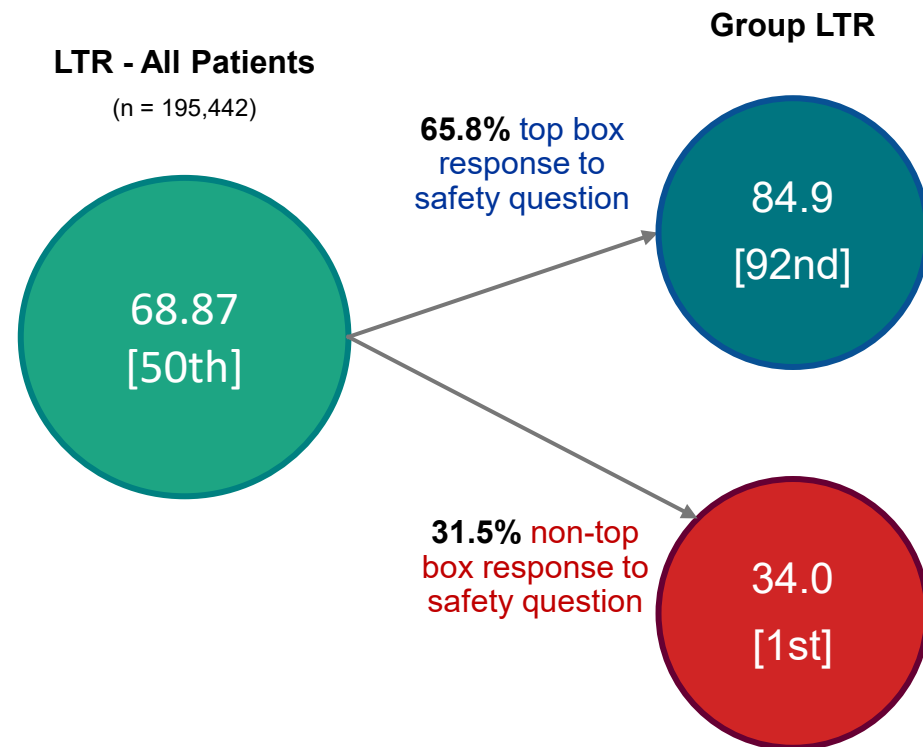 Group LTR
LTR - All Patients
(n = 195,442)
65.8% top box
response to
safety question
84.9
[92nd]
68.87
[50th]
31.5% non-top
box response to
safety question
34.0
[1st]